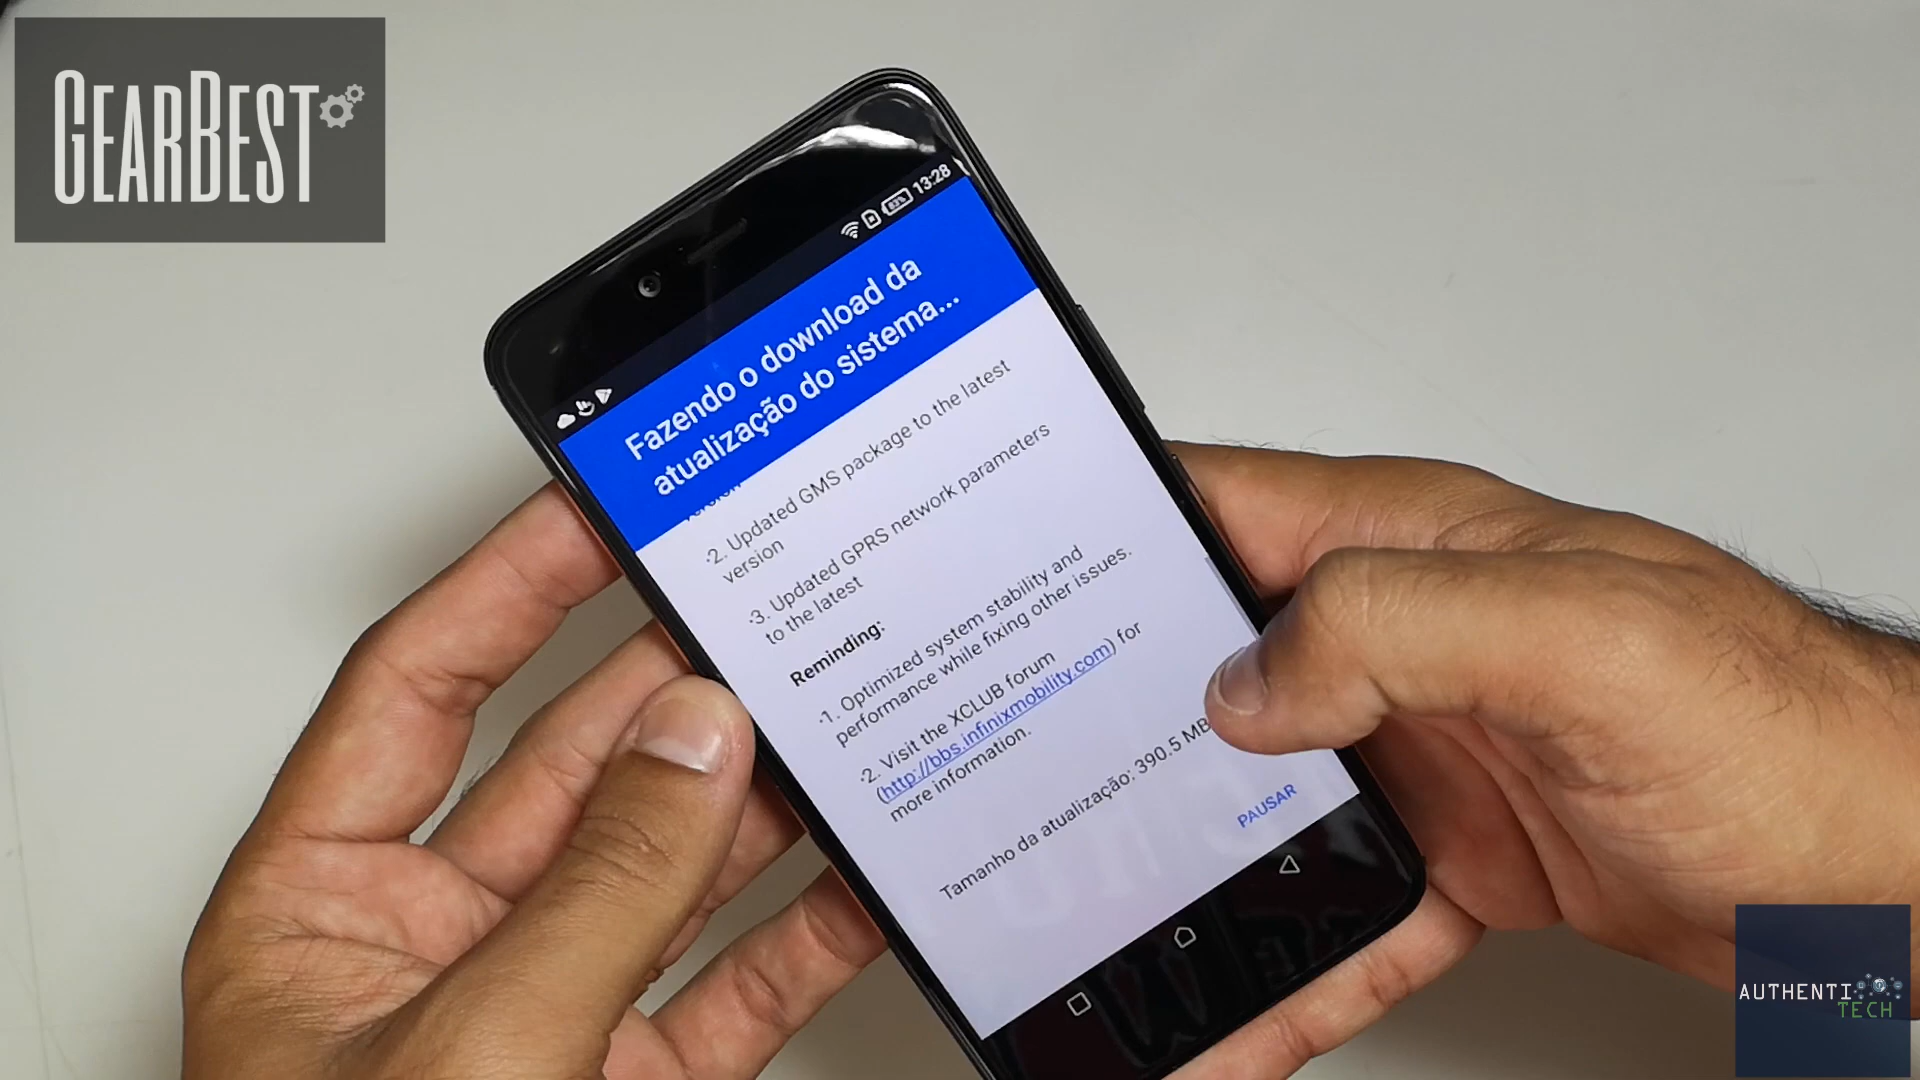 GEARBEST
13:28
Fazendo o download da
atualização do sistema...
·2. Updated GMS package to the latest
version
·3. Updated GPRS network parameters
to the latest
Reminding:
·1. Optimized system stability and
performance while fixing other issues.
·2. Visit the XCLUB forum
(http://bbs.infinixmobility.com) for
more information.
Tamanho da atualização: 390.5 MB
PAUSAR
AUTHENTI
TECH